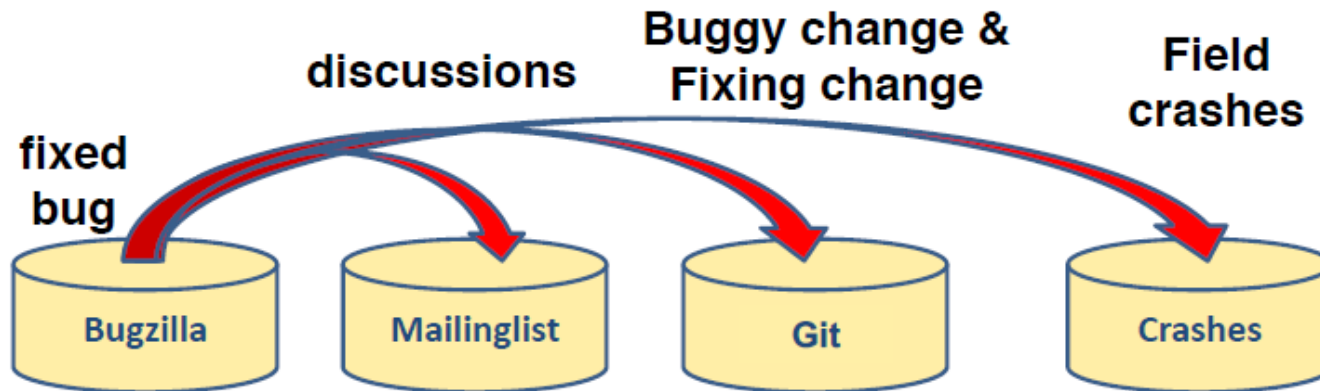 fixed
bug
discussions
Buggy change &
Fixing change
Field
crashes
Bugzilla
Mailinglist
Git
Crashes